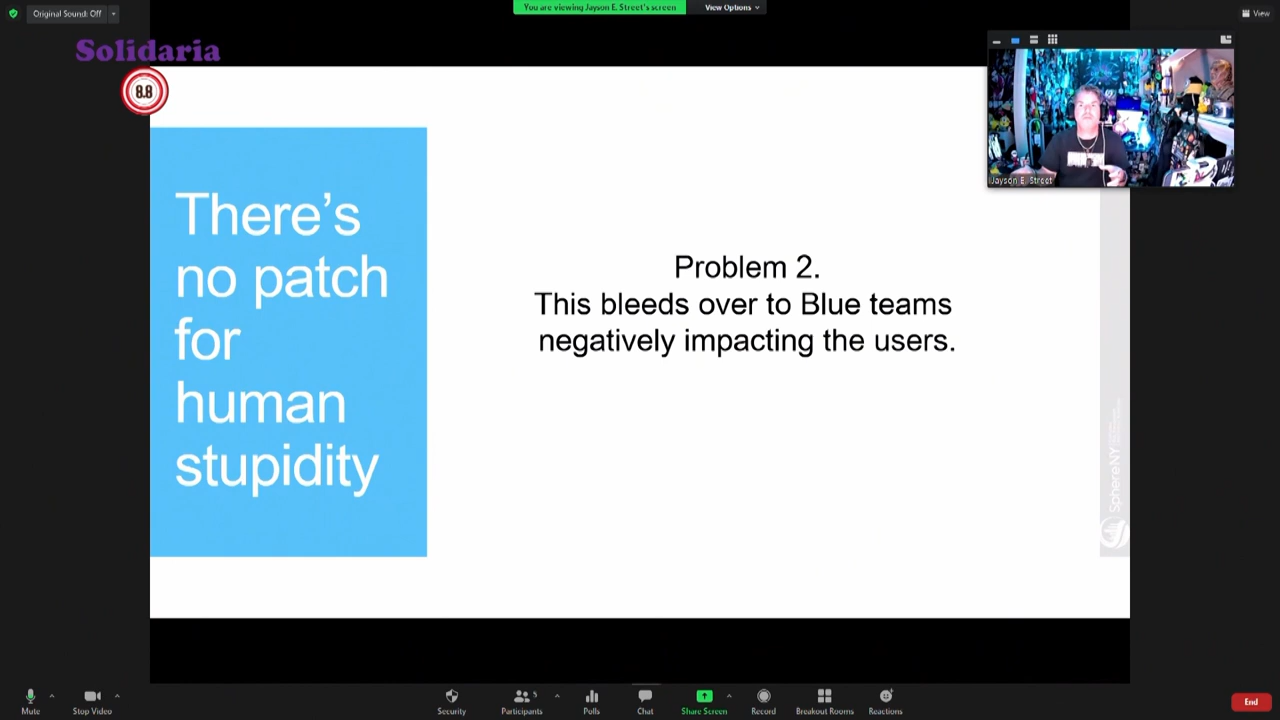 Original Sound: Off
You are viewing Jayson E. Street's screen
View Options
View
Solidaria
8.8
Jayson E. Street
There's
no patch
for
human
stupidity
Problem 2.
This bleeds over to Blue teams
negatively impacting the users.
SphereNY
Mute
Stop Video
Security
Participants
5
Polls
Chat
Share Screen
Record
Breakout Rooms
Reactions
End